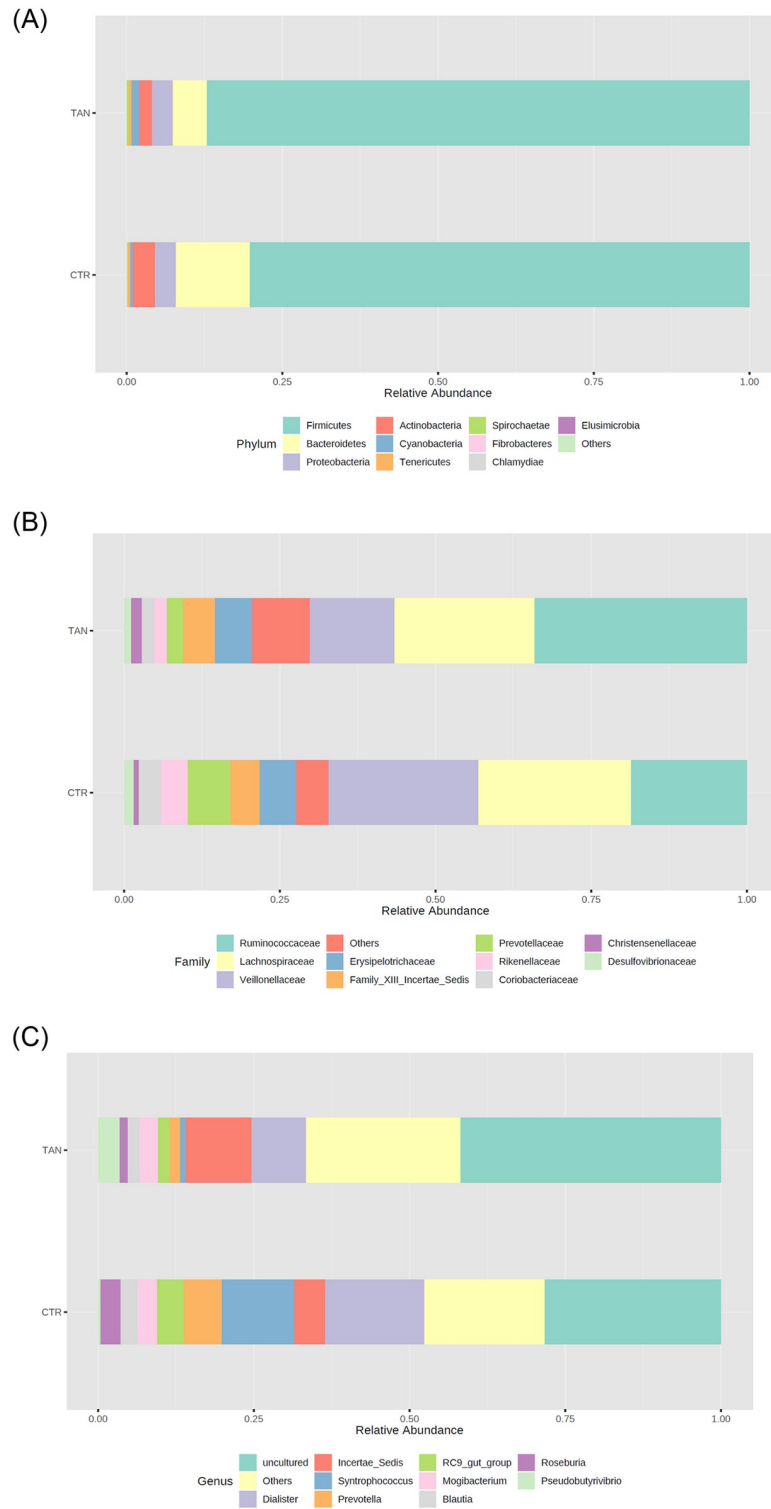 (A)
TAN
CTR
0.00 0.25 0.50 0.75 1.00
Relative Abundance
Firmicutes Actinobacteria Spirochaetae Elusimicrobia
Phylum Bacteroidetes Cyanobacteria Fibrobacteres Others
Proteobacteria Tenericutes Chlamydiae
(B)
TAN
CTR
0.00 0.25 0.50 0.75 1.00
Relative Abundance
Ruminococcaceae Others Prevotellaceae Christensenellaceae
Family Lachnospiraceae Erysipelotrichaceae Rikenellaceae Desulfovibrionaceae
Veillonellaceae Family_XIII_Incertae_Sedis Coriobacteriaceae
(C)
TAN
CTR
0.00 0.25 0.50 0.75 1.00
Relative Abundance
uncultured Incertae_Sedis RC9_gut_group Roseburia
Genus Others Syntrophococcus Mogibacterium Pseudobutyrivibrio
Dialister Prevotella Blautia